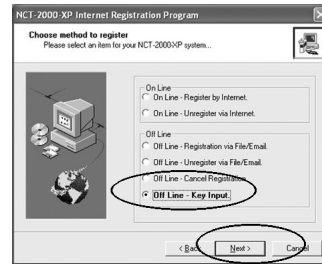 NCT-2000-XP Internet Registration Program
Choose method to register
Please select an item for your NCT-2000-XP system...
On Line
On Line - Register by Internet.
On Line - Unregister via Internet.
Off Line
Off Line - Registration via File/Email.
Off Line - Unregister via File/Email.
Off Line - Cancel Registration.
Off Line - Key Input.
< Back
Next >
Cancel